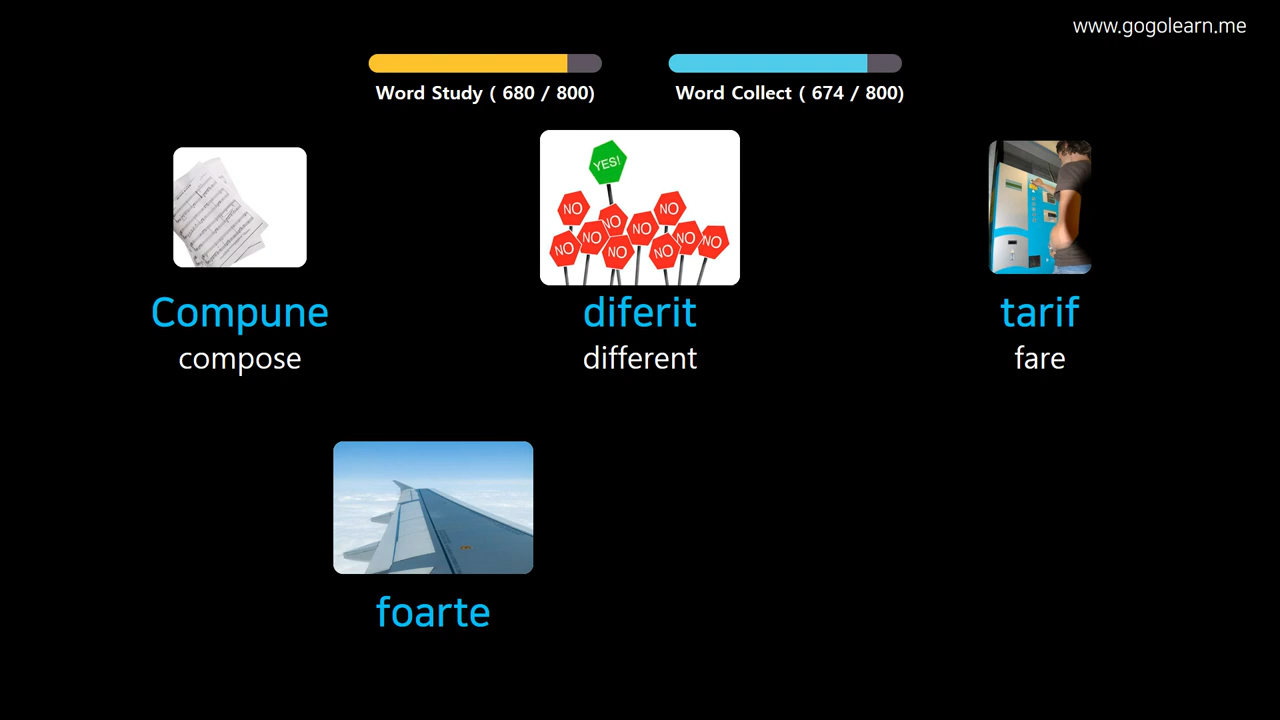 www.gogolearn.me
Word Study ( 680 / 800)
Word Collect ( 674 / 800)
YES!
NO
NO
NO
NO
NO
NO
NO
NO
NO
NO
Compune
diferit
tarif
compose
different
fare
foarte